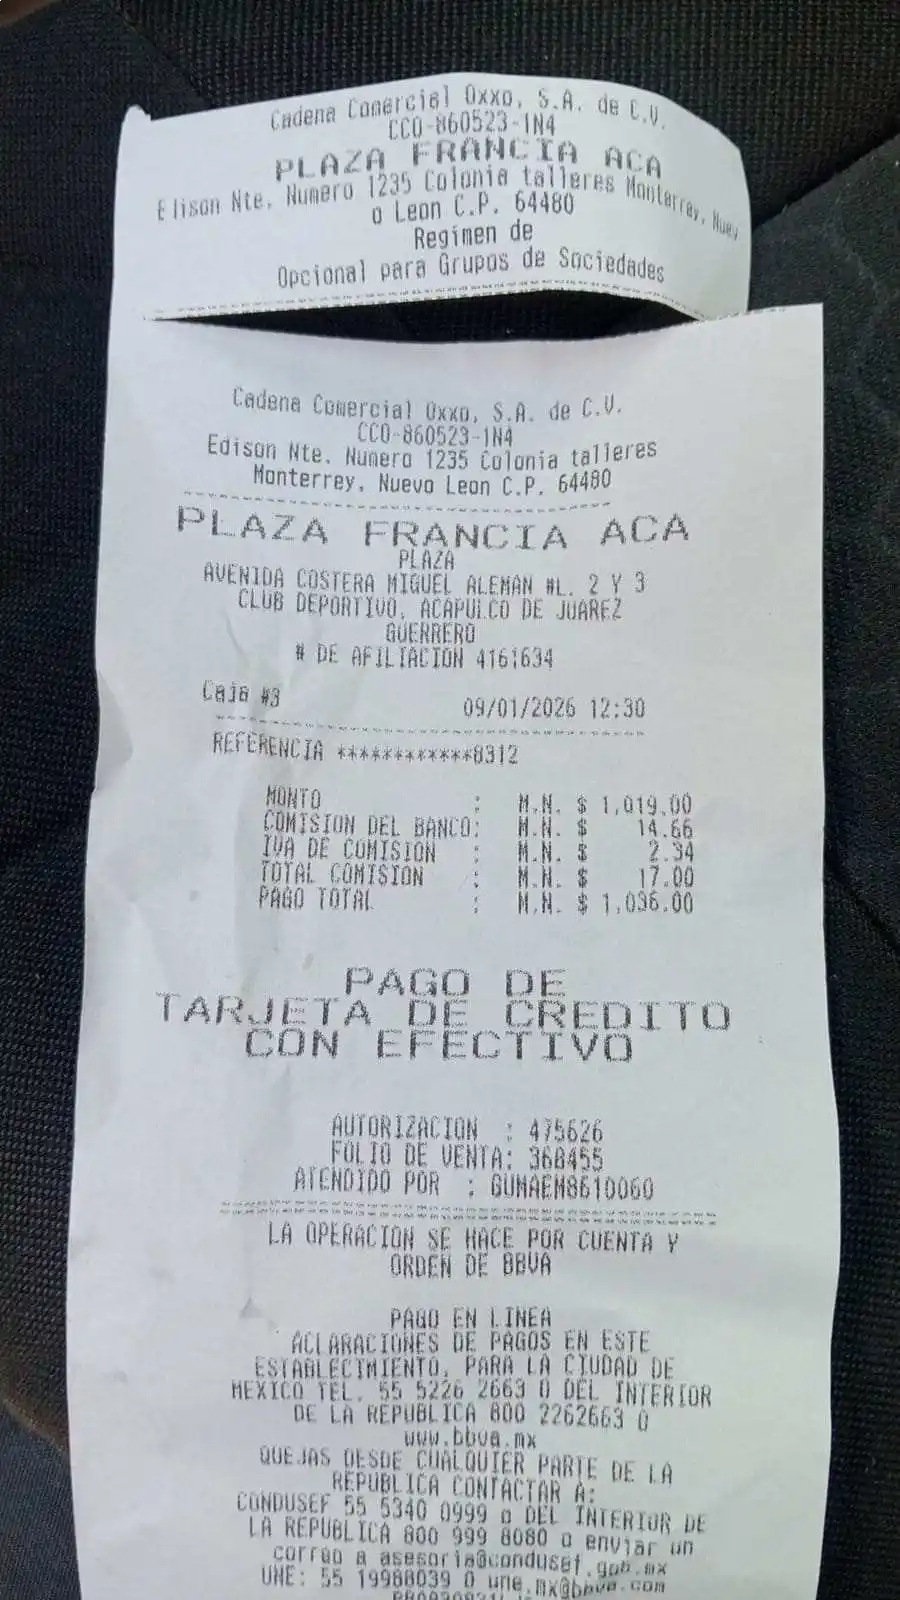 Cadena Comercial Oxxo, S.A. de C.V.
CCO-860523-1N4
PLAZA FRANCIA ACA
Edison Nte. Numero 1235 Colonia talleres Monterrey, Nuev
o Leon C.P. 64480
Regimen de
Opcional para Grupos de Sociedades
Cadena Comercial Oxxo, S.A. de C.V.
CCO-860523-1N4
Edison Nte. Numero 1235 Colonia talleres
Monterrey, Nuevo Leon C.P. 64480
PLAZA FRANCIA ACA
PLAZA
AVENIDA COSTERA MIGUEL ALEMAN #L. 2 Y 3
CLUB DEPORTIVO, ACAPULCO DE JUAREZ
GUERRERO
# DE AFILIACION 4161634
Caja #3 09/01/2026 12:30
REFERENCIA ************8312
MONTO : M.N. $ 1,019.00
COMISION DEL BANCO: M.N. $ 14.66
IVA DE COMISION : M.N. $ 2.34
TOTAL COMISION : M.N. $ 17.00
PAGO TOTAL : M.N. $ 1,036.00
PAGO DE
TARJETA DE CREDITO
CON EFECTIVO
AUTORIZACION : 475626
FOLIO DE VENTA: 368455
ATENDIDO POR : GUMAEM8610060
LA OPERACION SE HACE POR CUENTA Y
ORDEN DE BBVA
PAGO EN LINEA
ACLARACIONES DE PAGOS EN ESTE
ESTABLECIMIENTO, PARA LA CIUDAD DE
MEXICO TEL. 55 5226 2663 O DEL INTERIOR
DE LA REPUBLICA 800 2262663 O
www.bbva.mx
QUEJAS DESDE CUALQUIER PARTE DE LA
REPUBLICA CONTACTAR A:
CONDUSEF 55 5340 0999 o DEL INTERIOR DE
LA REPUBLICA 800 999 8080 o enviar un
correo a asesoria@condusef.gob.mx
UNE: 55 19988039 O une.mx@bbva.com